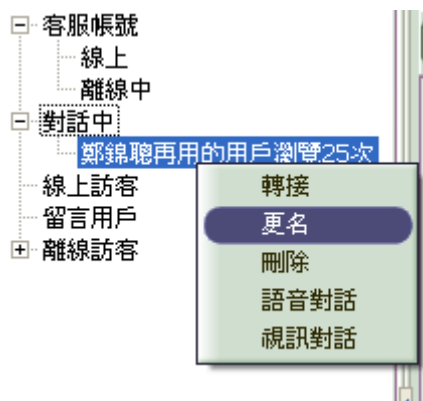 客服帳號
線上
離線中
對話中
鄭錦聰再用的用戶瀏覽25次
線上訪客
留言用戶
離線訪客
轉接
更名
刪除
語音對話
視訊對話